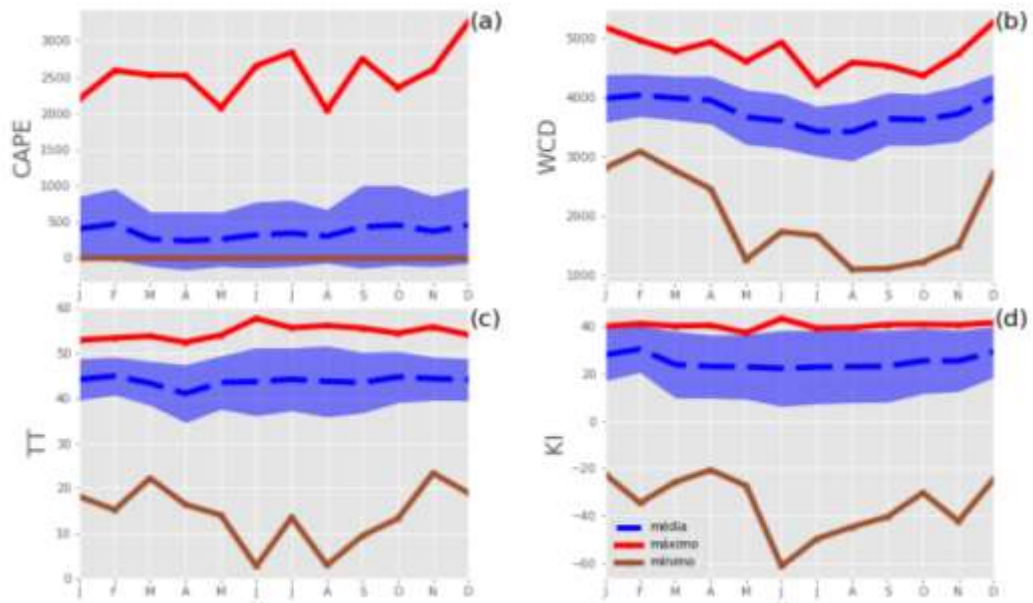 (a)
CAPE
3000
2500
2000
1500
1000
500
0
J F M A M J J A S O N D
(b)
WCD
5000
4000
3000
2000
1000
J F M A M J J A S O N D
(c)
TT
60
50
40
30
20
10
0
J F M A M J J A S O N D
(d)
KI
40
20
0
−20
−40
−60
média
máximo
mínimo
J F M A M J J A S O N D